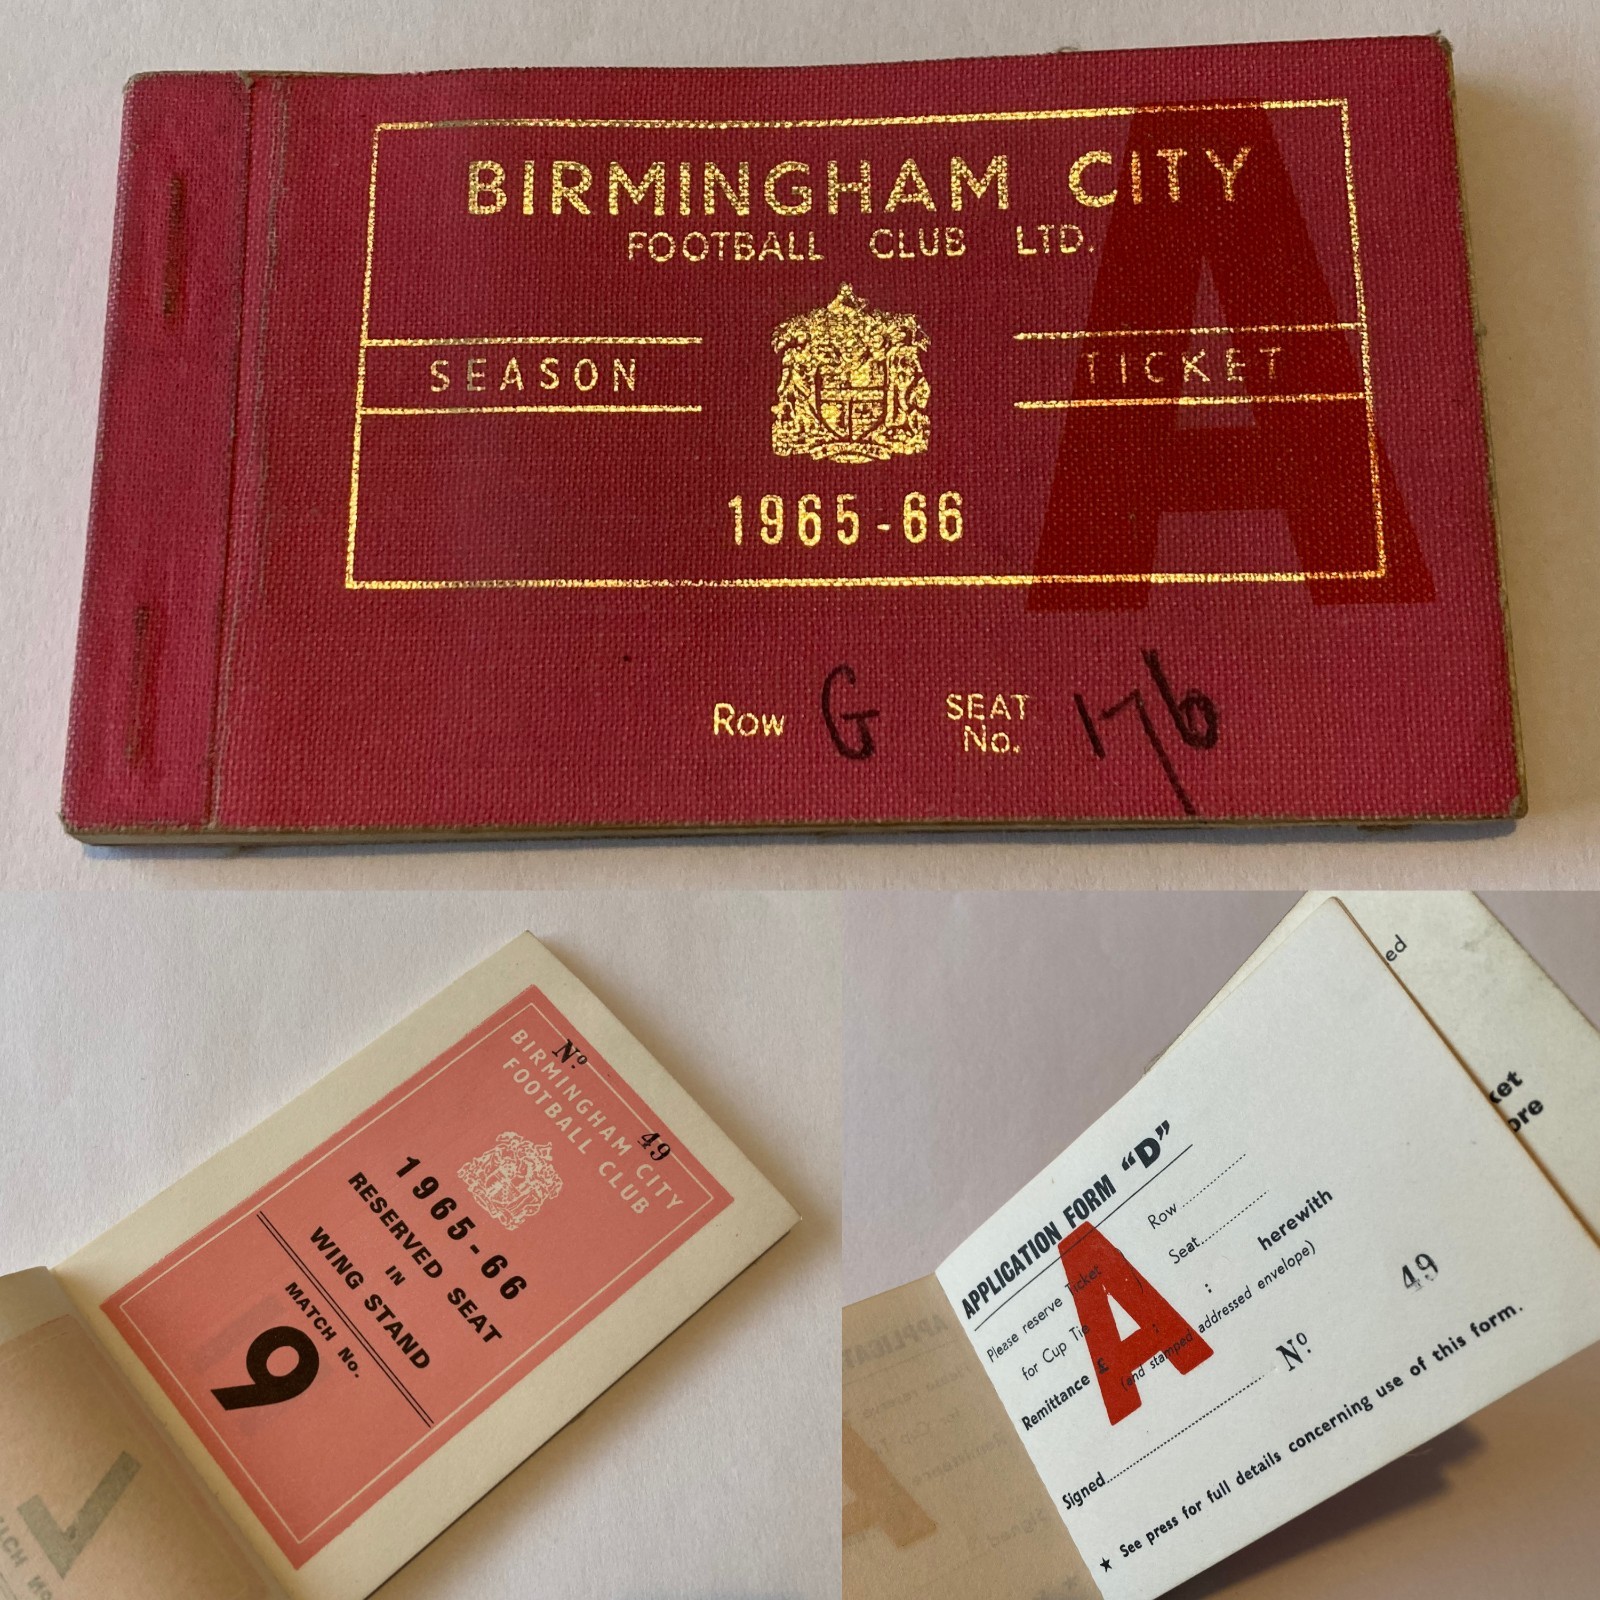 BIRMINGHAM CITY
FOOTBALL CLUB LTD.
SEASON TICKET
A
1965-66
Row G SEAT No. 176
Nº 49
BIRMINGHAM CITY
FOOTBALL CLUB
1965-66
RESERVED SEAT
IN
WING STAND
MATCH No.
9
APPLICATION FORM "D"
Please reserve Ticket Row
for Cup Tie Seat
Remittance £ : : herewith
(and stamped addressed envelope)
A
Signed Nº 49
★ See press for full details concerning use of this form.